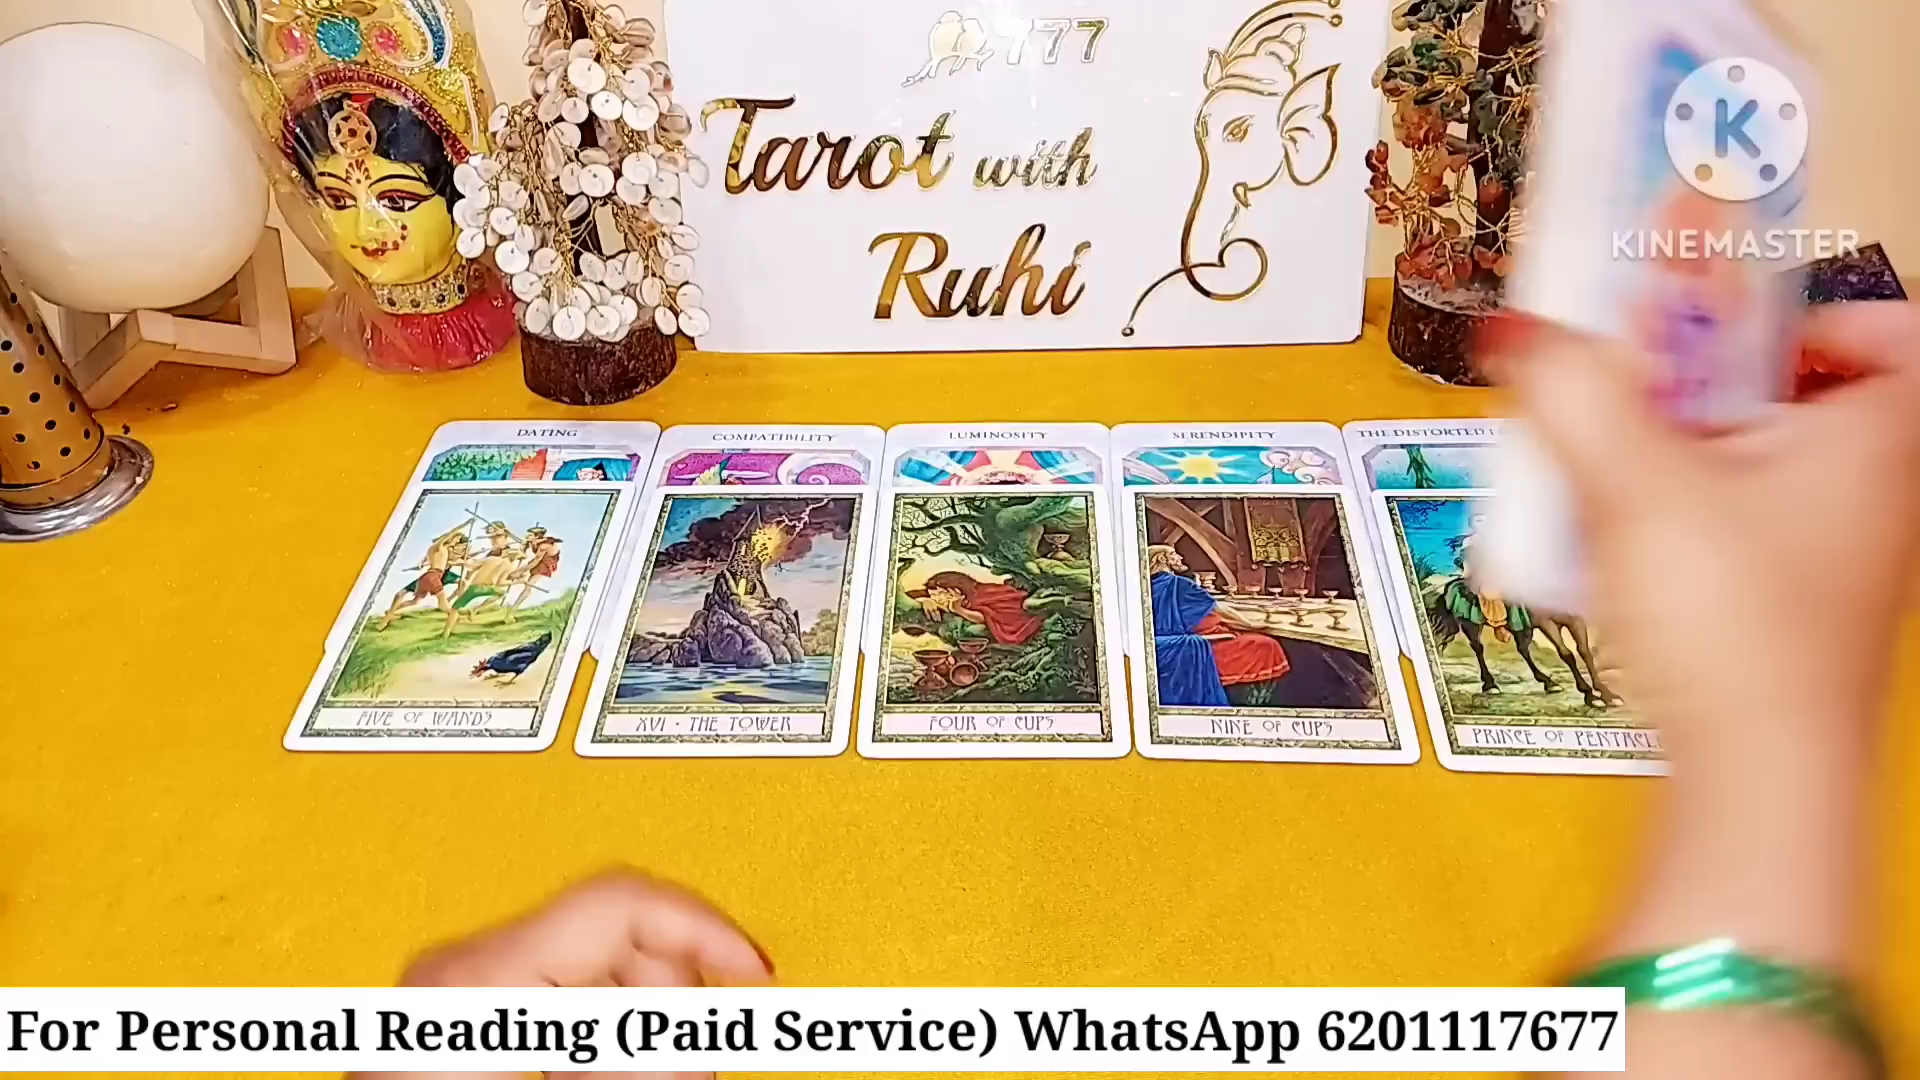 777
Tarot with
Ruhi
KINEMASTER
DATING
COMPATIBILITY
LUMINOSITY
SERENDIPITY
THE DISTORTED
FIVE OF WANDS
XVI • THE TOWER
FOUR OF CUPS
NINE OF CUPS
PRINCE OF PENTACL
For Personal Reading (Paid Service) WhatsApp 6201117677